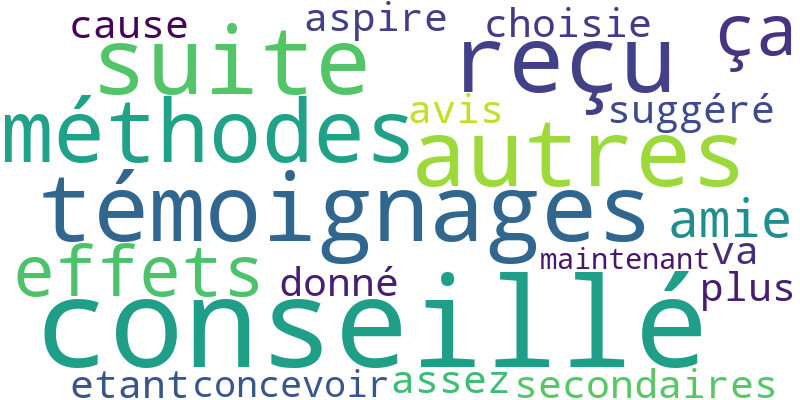 cause aspire choisie ça
suite reçu
méthodes avis suggéré
autres
témoignages amie
effets donné maintenant va
plus
conseillé
etant concevoir assez secondaires